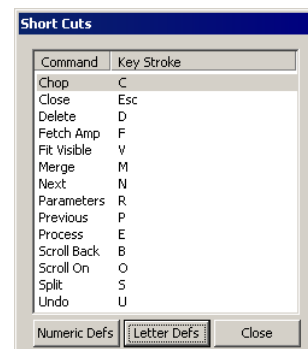 Short Cuts
Command Key Stroke
Chop C
Close Esc
Delete D
Fetch Amp F
Fit Visible V
Merge M
Next N
Parameters R
Previous P
Process E
Scroll Back B
Scroll On O
Split S
Undo U
Numeric Defs Letter Defs Close